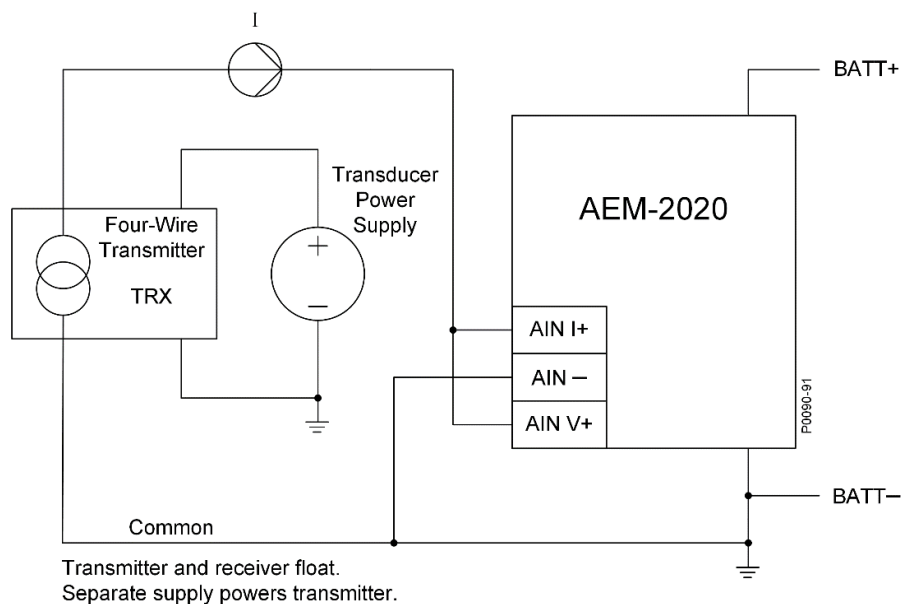 I
BATT+
Transducer
Power
Supply
AEM-2020
Four-Wire
Transmitter
TRX
+
−
AIN I+
AIN −
AIN V+
P0090-91
BATT−
Common
Transmitter and receiver float.
Separate supply powers transmitter.